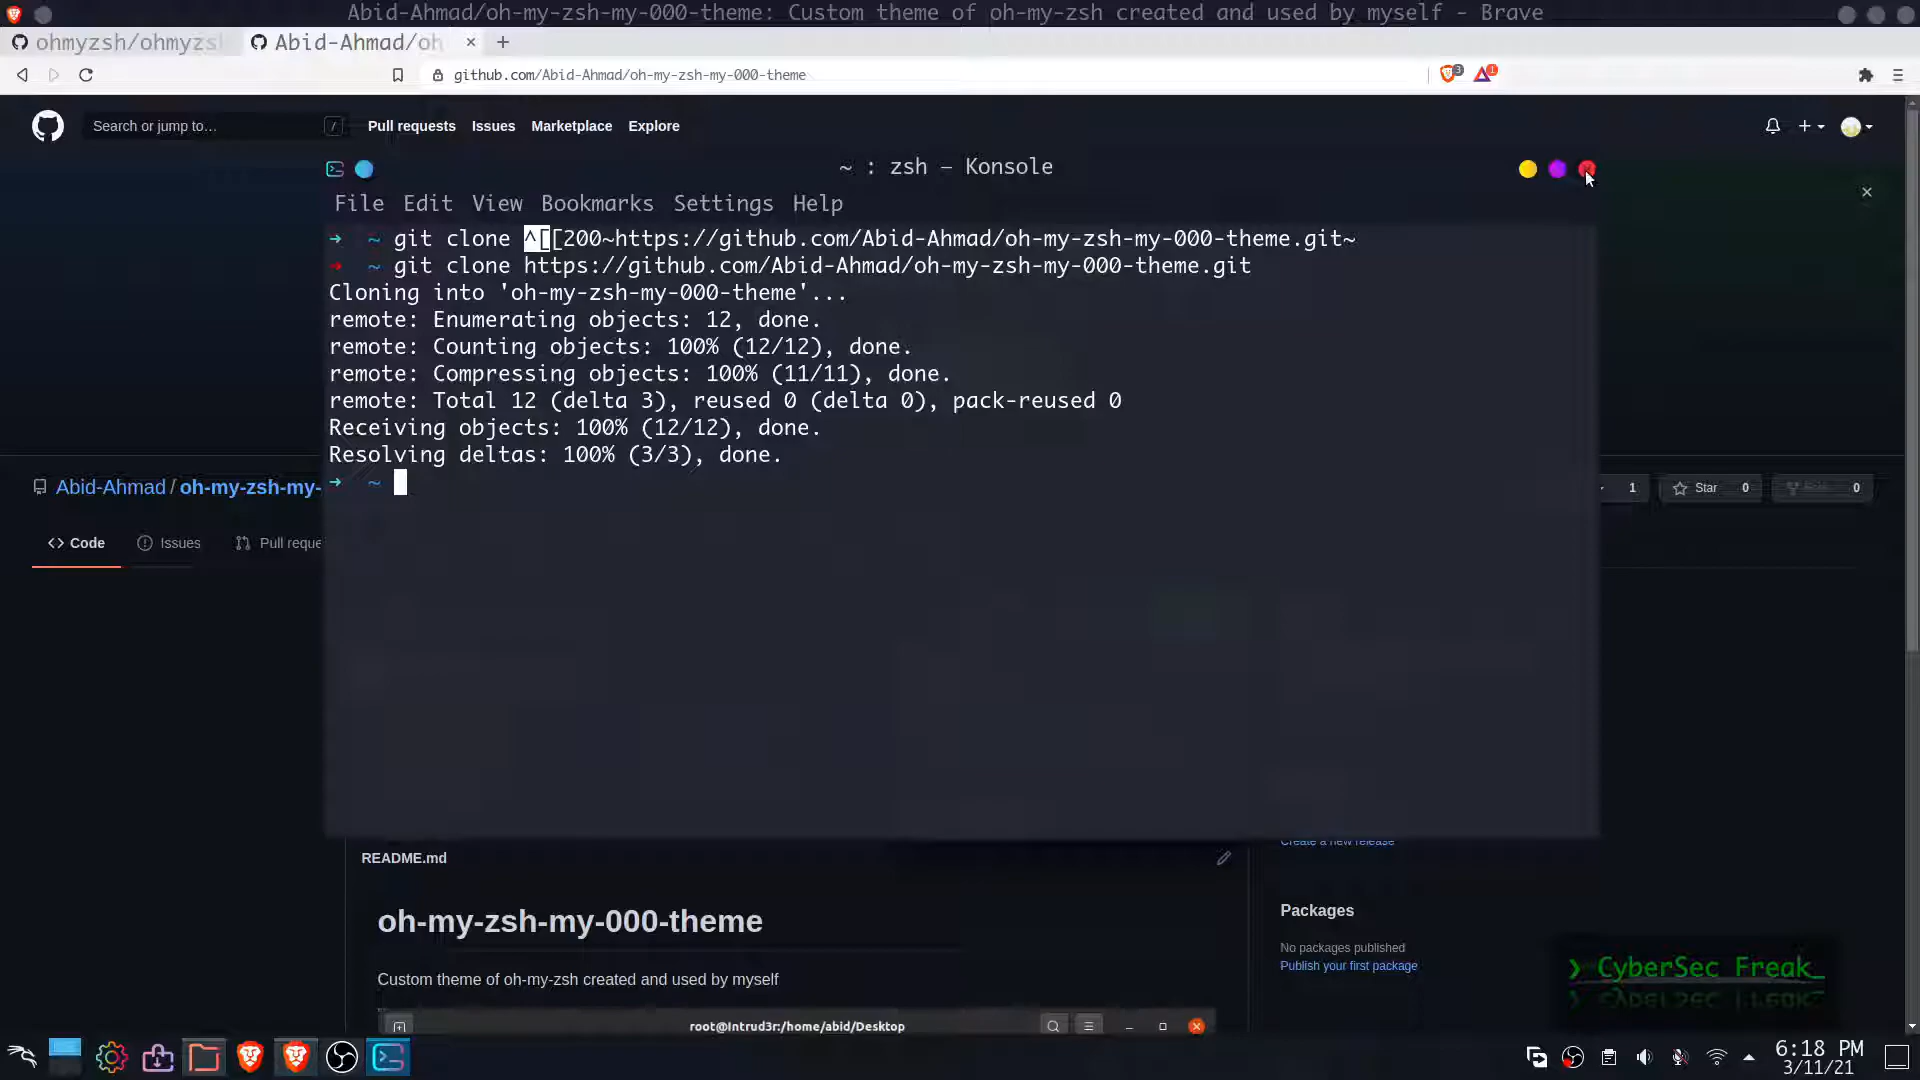 Abid-Ahmad/oh-my-zsh-my-000-theme: Custom theme of oh-my-zsh created and used by myself - Brave
ohmyzsh/ohmyzsh
Abid-Ahmad/oh
github.com/Abid-Ahmad/oh-my-zsh-my-000-theme
3
1
Search or jump to…
/
Pull requests
Issues
Marketplace
Explore
~ : zsh — Konsole
File Edit View Bookmarks Settings Help
➜ ~ git clone ^[[200~https://github.com/Abid-Ahmad/oh-my-zsh-my-000-theme.git~
➜ ~ git clone https://github.com/Abid-Ahmad/oh-my-zsh-my-000-theme.git
Cloning into 'oh-my-zsh-my-000-theme'...
remote: Enumerating objects: 12, done.
remote: Counting objects: 100% (12/12), done.
remote: Compressing objects: 100% (11/11), done.
remote: Total 12 (delta 3), reused 0 (delta 0), pack-reused 0
Receiving objects: 100% (12/12), done.
Resolving deltas: 100% (3/3), done.
➜ ~
Abid-Ahmad / oh-my-zsh-my-
1
Star 0
0
Code
Issues
Pull reque
README.md
Create a new release
oh-my-zsh-my-000-theme
Custom theme of oh-my-zsh created and used by myself
Packages
No packages published
Publish your first package
root@Intrud3r:/home/abid/Desktop
❯ CyberSec Freak_
6:18 PM
3/11/21